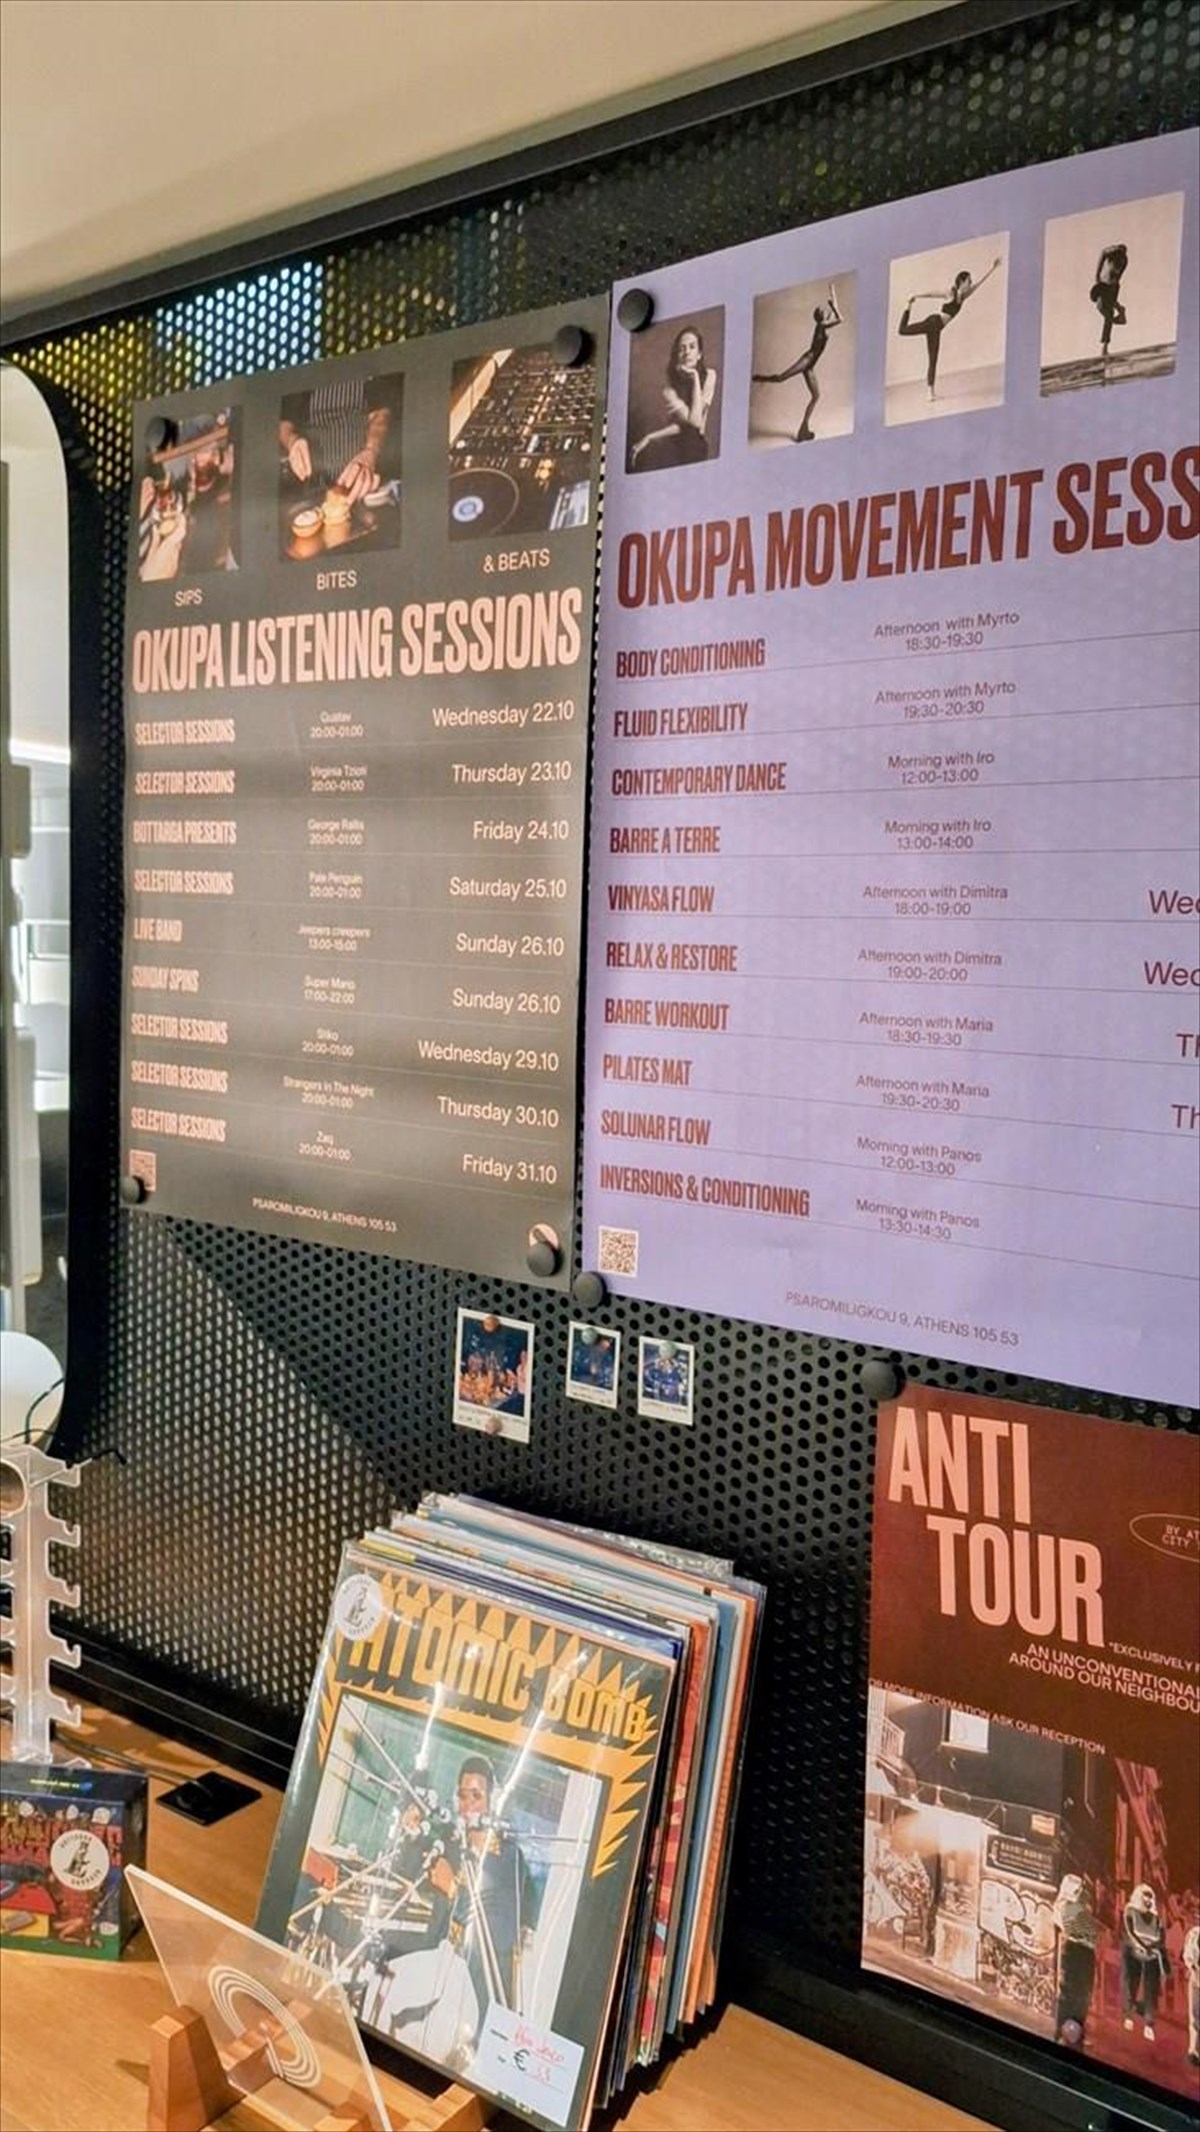 SIPS
BITES
& BEATS
OKUPA LISTENING SESSIONS
SELECTOR SESSIONS
Gustav
20:00-01:00
Wednesday 22.10
SELECTOR SESSIONS
Virginia Tzioti
20:00-01:00
Thursday 23.10
BOTTARGA PRESENTS
George Rallis
20:00-01:00
Friday 24.10
SELECTOR SESSIONS
Pale Penguin
20:00-01:00
Saturday 25.10
LIVE BAND
Jeepers creepers
13:00-15:00
Sunday 26.10
SUNDAY SPINS
Super Mario
17:00-22:00
Sunday 26.10
SELECTOR SESSIONS
20:00-01:00
Wednesday 29.10
SELECTOR SESSIONS
Strangers In The Night
20:00-01:00
Thursday 30.10
SELECTOR SESSIONS
Zaq
20:00-01:00
Friday 31.10
PSAROMILIGKOU 9, ATHENS 105 53
OKUPA MOVEMENT SESS
BODY CONDITIONING
Afternoon with Myrto
18:30-19:30
FLUID FLEXIBILITY
Afternoon with Myrto
19:30-20:30
CONTEMPORARY DANCE
Morning with Iro
12:00-13:00
BARRE A TERRE
Morning with Iro
13:00-14:00
VINYASA FLOW
Afternoon with Dimitra
18:00-19:00
Wed
RELAX & RESTORE
Afternoon with Dimitra
19:00-20:00
Wed
BARRE WORKOUT
Afternoon with Maria
18:30-19:30
Th
PILATES MAT
Afternoon with Maria
19:30-20:30
Th
SOLUNAR FLOW
Morning with Panos
12:00-13:00
INVERSIONS & CONDITIONING
Morning with Panos
13:30-14:30
PSAROMILIGKOU 9, ATHENS 105 53
ANTI
TOUR
BY AT
CITY
*EXCLUSIVELY F
AN UNCONVENTIONAL
AROUND OUR NEIGHBOU
FOR MORE INFORMATION ASK OUR RECEPTION
ATOMIC BOMB
€